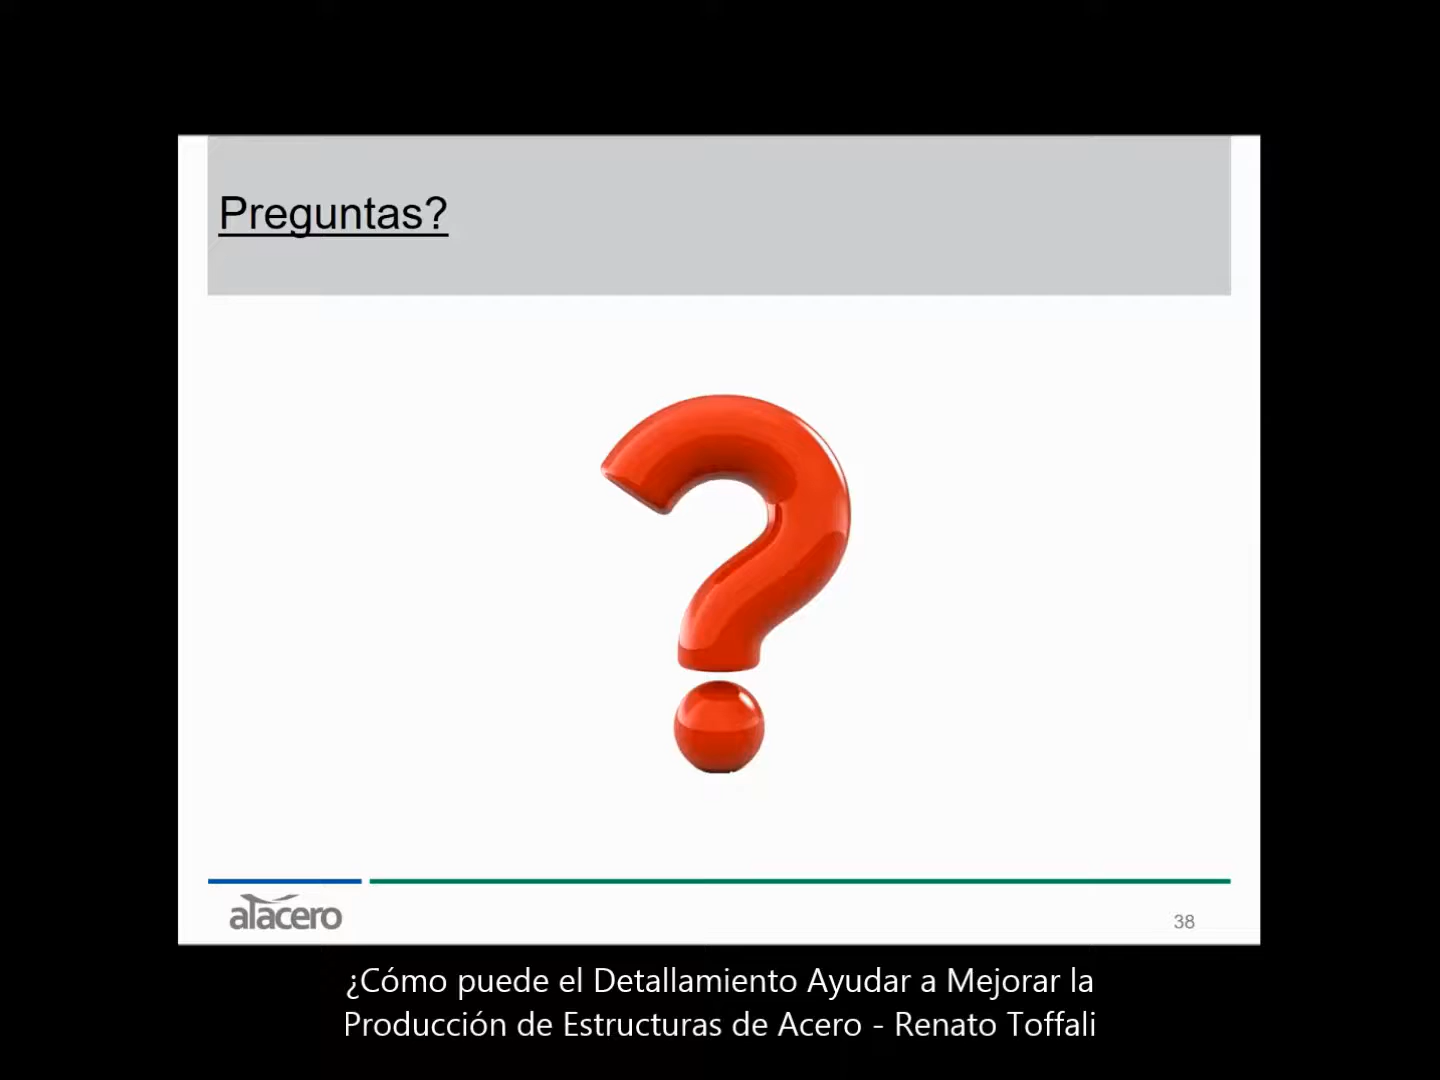 Preguntas?
alacero
38
¿Cómo puede el Detallamiento Ayudar a Mejorar la
Producción de Estructuras de Acero - Renato Toffali